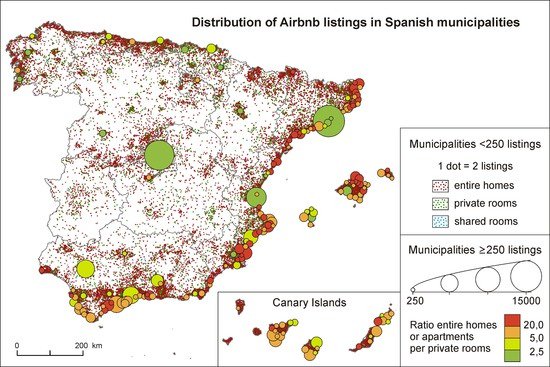 Distribution of Airbnb listings in Spanish municipalities
Municipalities <250 listings
1 dot = 2 listings
entire homes
private rooms
shared rooms
Municipalities ≥250 listings
250
15000
Ratio entire homes
or apartments
per private rooms
20,0
5,0
2,5
Canary Islands
0
200 km